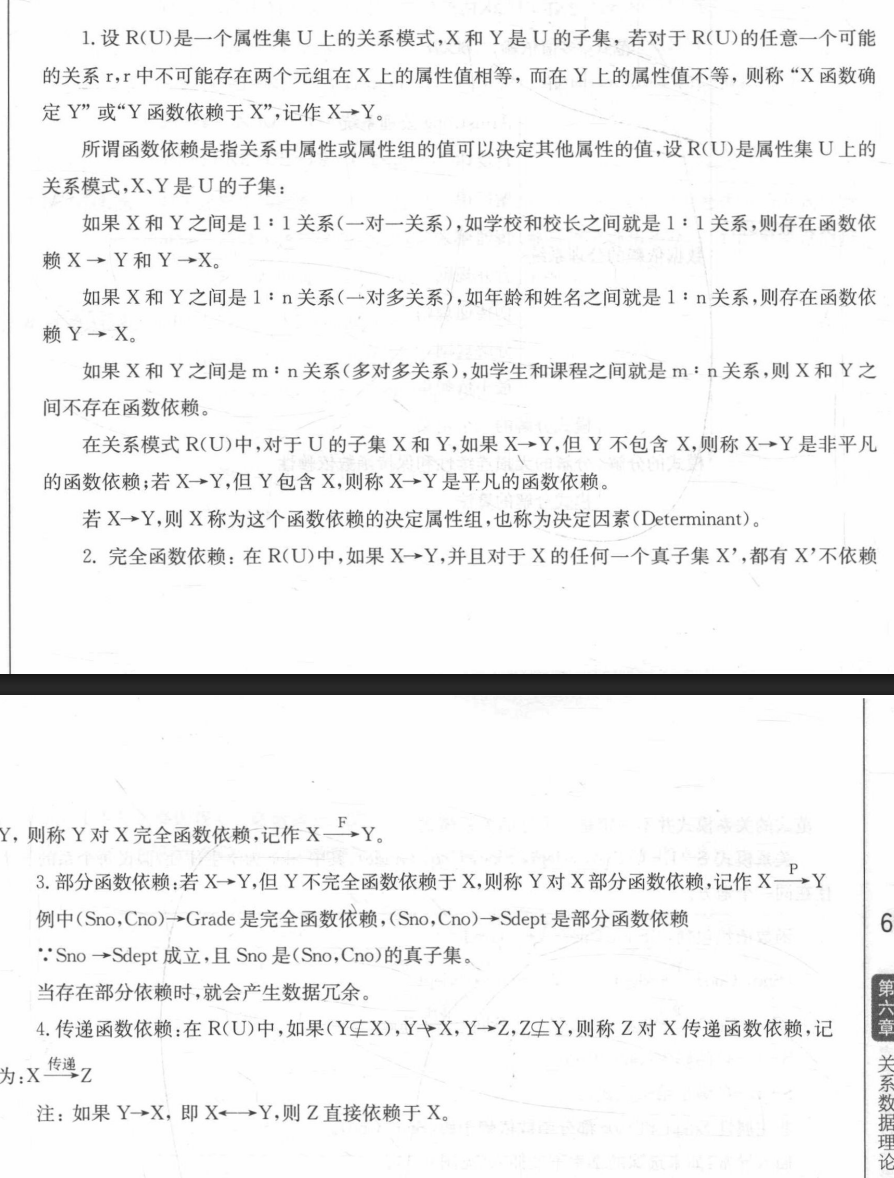 1.设 R(U)是一个属性集 U 上的关系模式,X 和 Y 是 U 的子集, 若对于 R(U)的任意一个可能
的关系 r,r 中不可能存在两个元组在 X 上的属性值相等, 而在 Y 上的属性值不等, 则称 “X 函数确
定 Y” 或“Y 函数依赖于 X”,记作 X→Y。
所谓函数依赖是指关系中属性或属性组的值可以决定其他属性的值,设 R(U)是属性集 U 上的
关系模式,X、Y 是 U 的子集:
如果 X 和 Y 之间是 1∶1 关系(一对一关系),如学校和校长之间就是 1∶1 关系,则存在函数依
赖 X → Y 和 Y →X。
如果 X 和 Y 之间是 1∶n 关系(一对多关系),如年龄和姓名之间就是 1∶n 关系,则存在函数依
赖 Y → X。
如果 X 和 Y 之间是 m∶n 关系(多对多关系),如学生和课程之间就是 m∶n 关系,则 X 和 Y 之
间不存在函数依赖。
在关系模式 R(U)中,对于 U 的子集 X 和 Y,如果 X→Y,但 Y 不包含 X,则称 X→Y 是非平凡
的函数依赖;若 X→Y,但 Y 包含 X,则称 X→Y 是平凡的函数依赖。
若 X→Y,则 X 称为这个函数依赖的决定属性组,也称为决定因素(Determinant)。
2. 完全函数依赖: 在 R(U)中,如果 X→Y,并且对于 X 的任何一个真子集 X’,都有 X’不依赖
Y, 则称 Y 对 X 完全函数依赖,记作 X F→Y。
3.部分函数依赖:若 X→Y,但 Y 不完全函数依赖于 X,则称 Y 对 X 部分函数依赖,记作 X P→Y
例中(Sno,Cno)→Grade 是完全函数依赖,(Sno,Cno)→Sdept 是部分函数依赖
∵Sno →Sdept 成立,且 Sno 是(Sno,Cno)的真子集。
当存在部分依赖时,就会产生数据冗余。
4.传递函数依赖:在 R(U)中,如果(Y⊈X),Y↛X,Y→Z,Z⊈Y,则称 Z 对 X 传递函数依赖,记
为:X 传递→Z
注: 如果 Y→X, 即 X←→Y,则 Z 直接依赖于 X。
6
第六章
关系数据理论